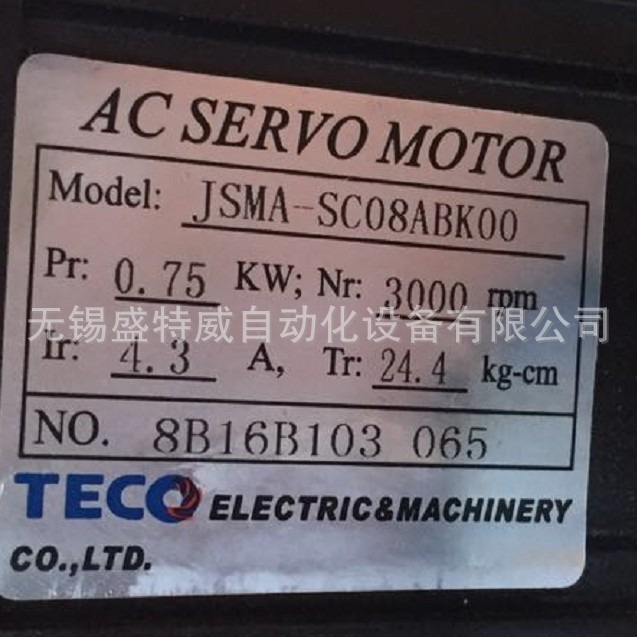 AC SERVO MOTOR
Model: JSMA-SC08ABK00
Pr: 0.75 KW; Nr: 3000 rpm
无锡盛特威自动化设备有限公司
Ir: 4.3 A, Tr: 24.4 kg-cm
NO. 8B16B103 065
TECO ELECTRIC&MACHINERY
CO.,LTD.